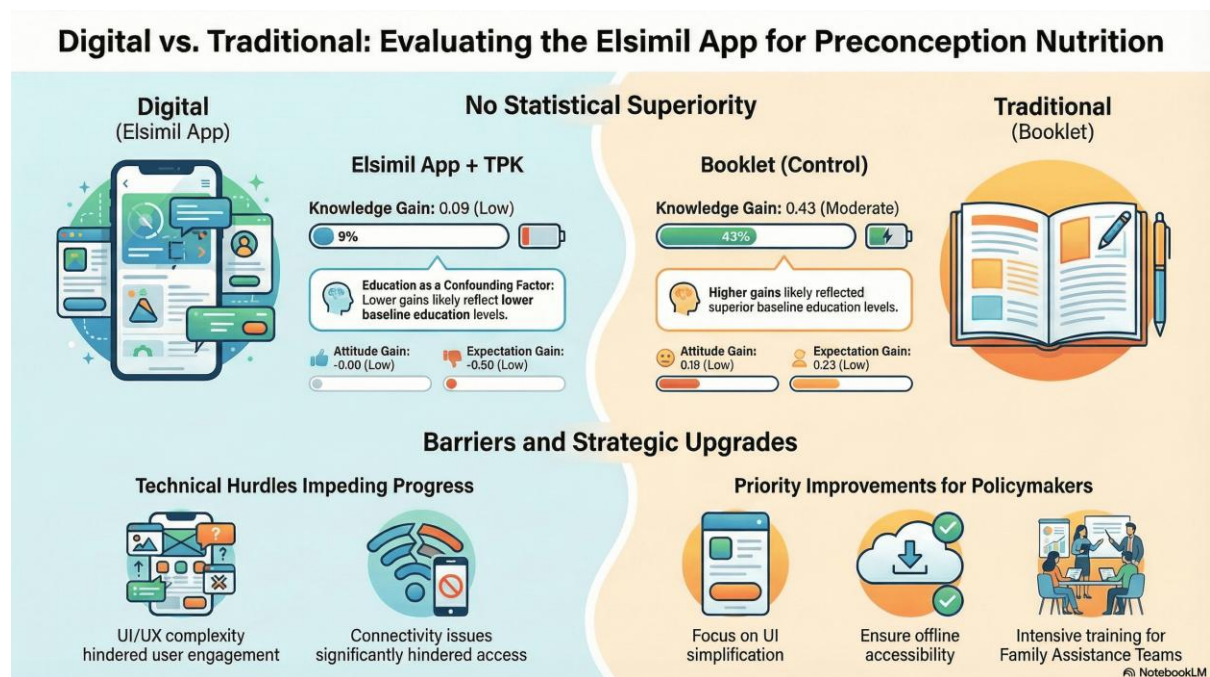 Digital vs. Traditional: Evaluating the Elsimil App for Preconception Nutrition
Digital
(Elsimil App)
No Statistical Superiority
Traditional
(Booklet)
Elsimil App + TPK
Knowledge Gain: 0.09 (Low)
9%
Education as a Confounding Factor:
Lower gains likely reflect lower
baseline education levels.
Attitude Gain:
-0.00 (Low)
Expectation Gain:
-0.50 (Low)
Booklet (Control)
Knowledge Gain: 0.43 (Moderate)
43%
Higher gains likely reflected
superior baseline education levels.
Attitude Gain:
0.18 (Low)
Expectation Gain:
0.23 (Low)
Barriers and Strategic Upgrades
Technical Hurdles Impeding Progress
?
?
UI/UX complexity
hindered user engagement
Connectivity issues
significantly hindered access
Priority Improvements for Policymakers
Focus on UI
simplification
Ensure offline
accessibility
Intensive training for
Family Assistance Teams
NotebookLM